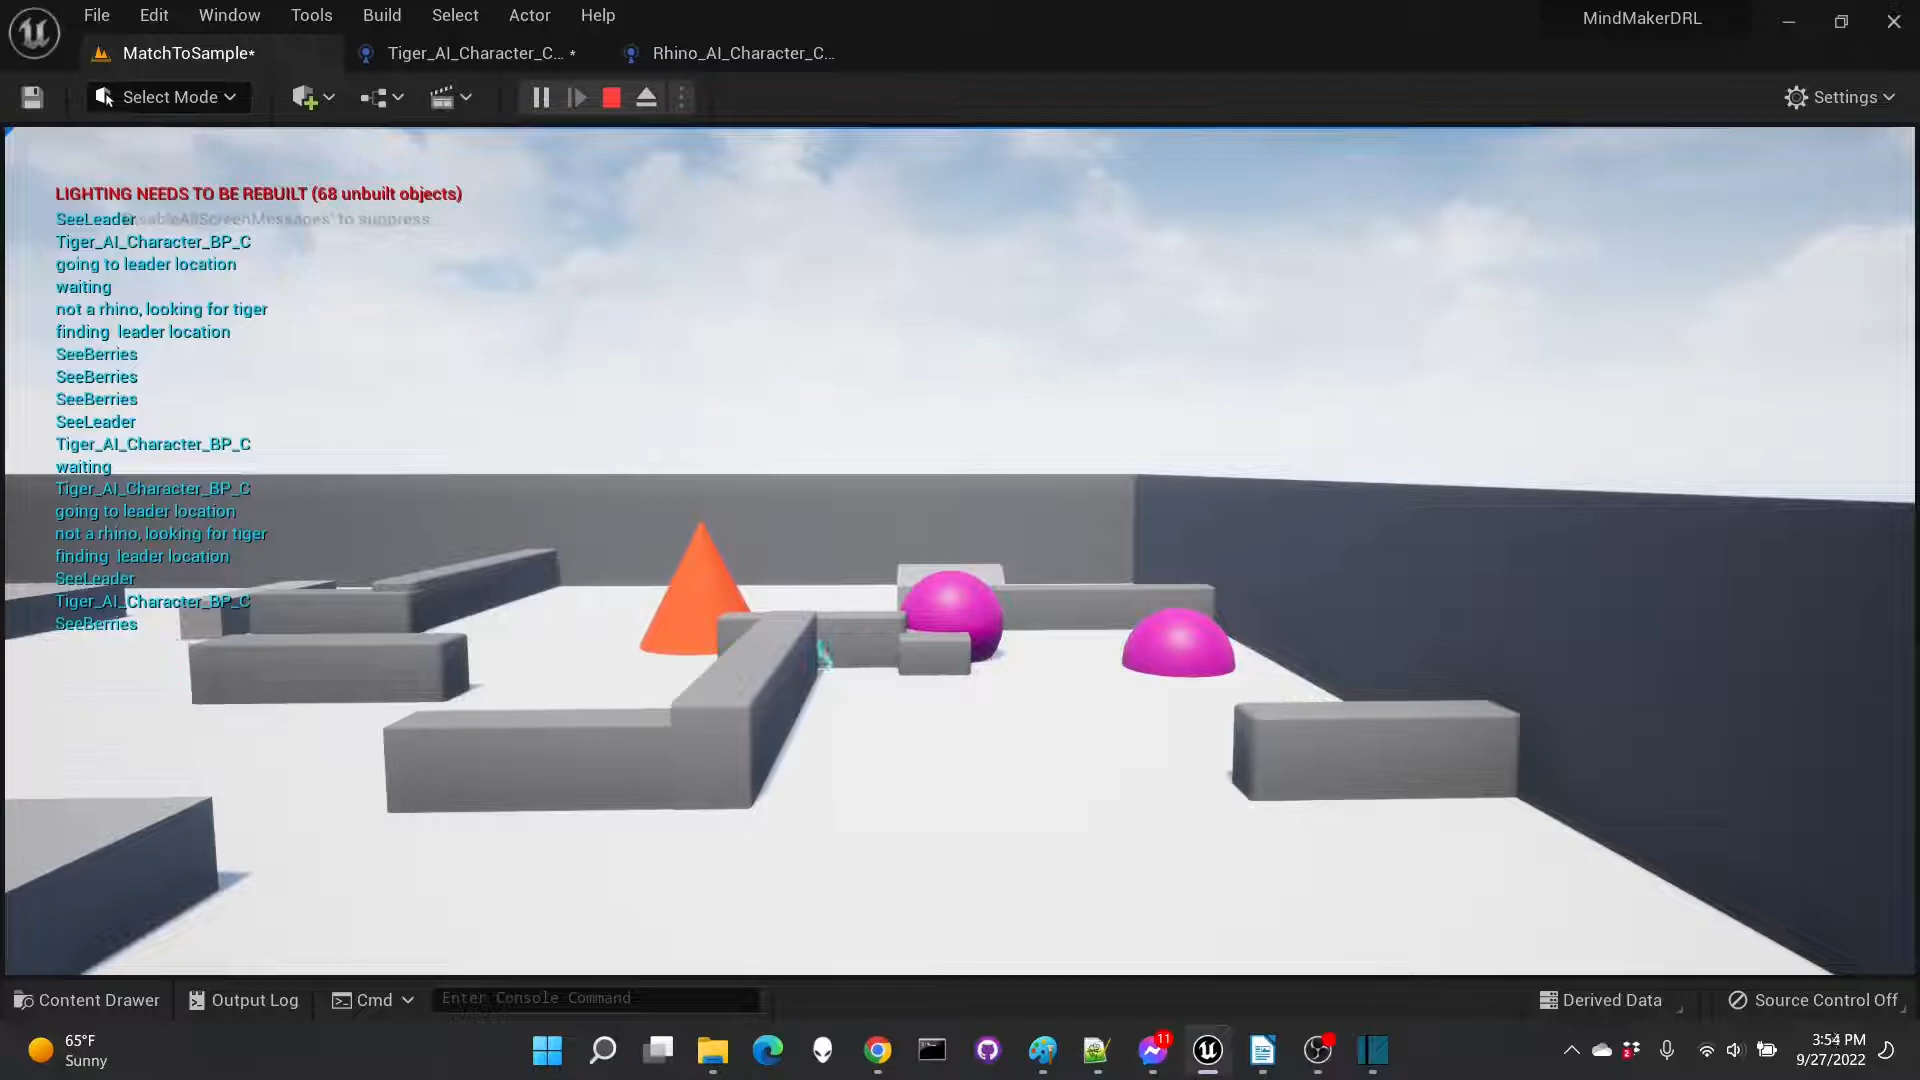 File Edit Window Tools Build Select Actor Help
MindMakerDRL
MatchToSample*
Tiger_AI_Character_C... *
Rhino_AI_Character_C...
Select Mode
Settings
LIGHTING NEEDS TO BE REBUILT (68 unbuilt objects)
SeeLeader sableAllScreenMessages' to suppress
Tiger_AI_Character_BP_C
going to leader location
waiting
not a rhino, looking for tiger
finding leader location
SeeBerries
SeeBerries
SeeBerries
SeeLeader
Tiger_AI_Character_BP_C
waiting
Tiger_AI_Character_BP_C
going to leader location
not a rhino, looking for tiger
finding leader location
SeeLeader
Tiger_AI_Character_BP_C
SeeBerries
Content Drawer
Output Log
Cmd
Enter Console Command
Derived Data
Source Control Off
65°F
Sunny
11
3:54 PM
9/27/2022